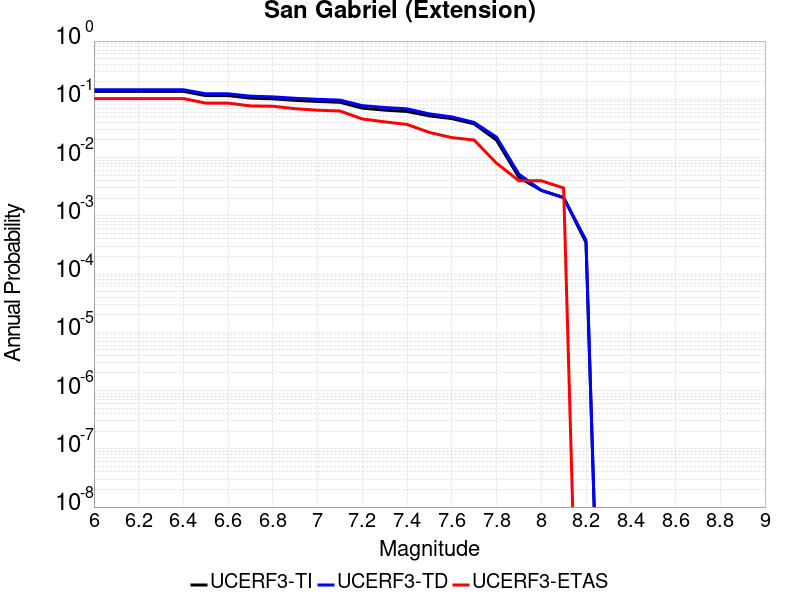 San Gabriel (Extension)
10^0
10^-1
10^-2
10^-3
10^-4
10^-5
10^-6
10^-7
10^-8
Annual Probability
6 6.2 6.4 6.6 6.8 7 7.2 7.4 7.6 7.8 8 8.2 8.4 8.6 8.8 9
Magnitude
UCERF3-TI UCERF3-TD UCERF3-ETAS